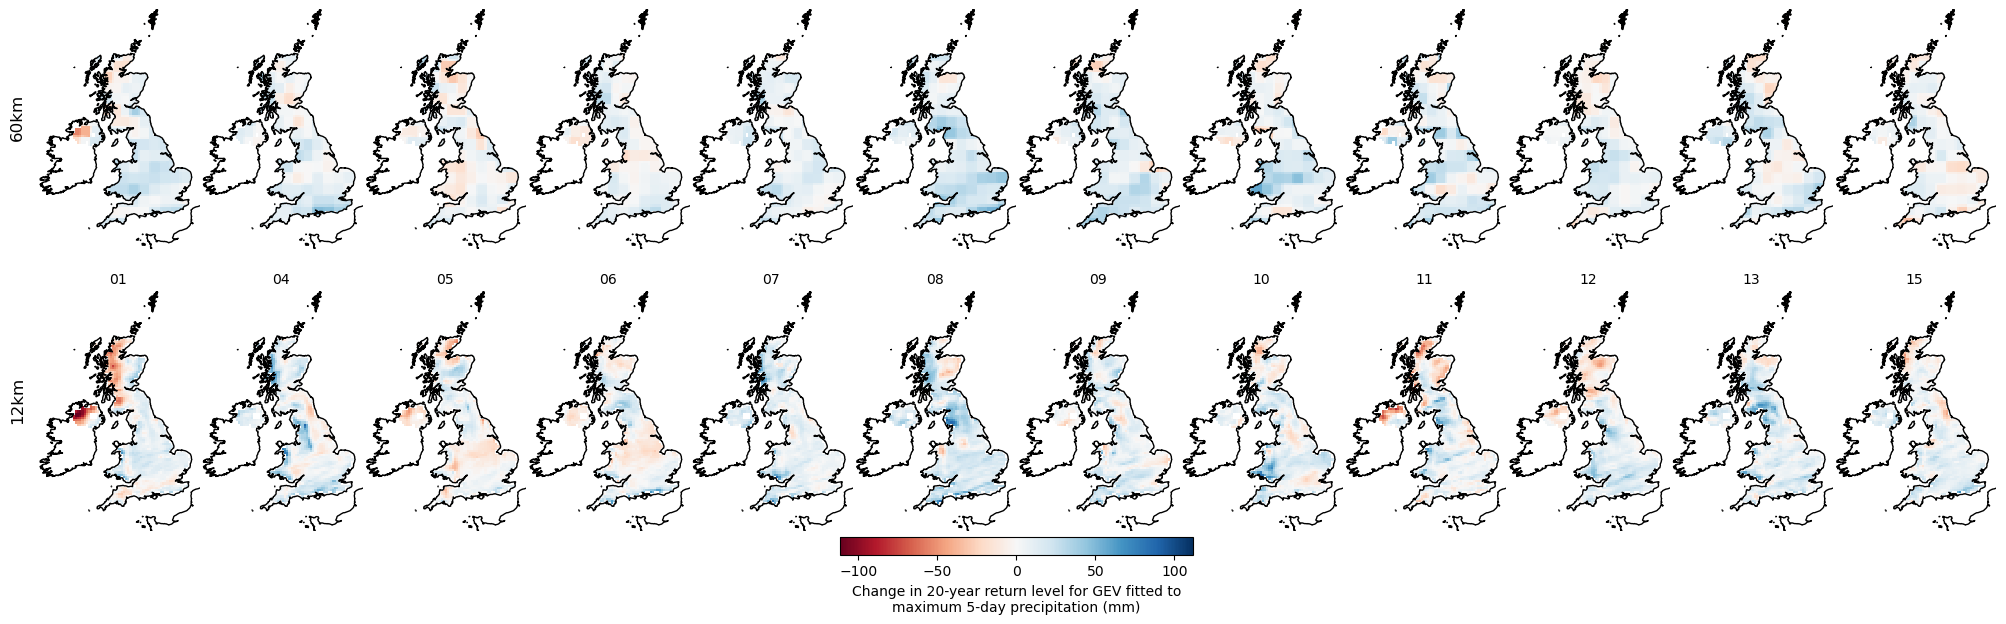 60km
01 04 05 06 07 08 09 10 11 12 13 15
12km
−100 −50 0 50 100
Change in 20-year return level for GEV fitted to
maximum 5-day precipitation (mm)